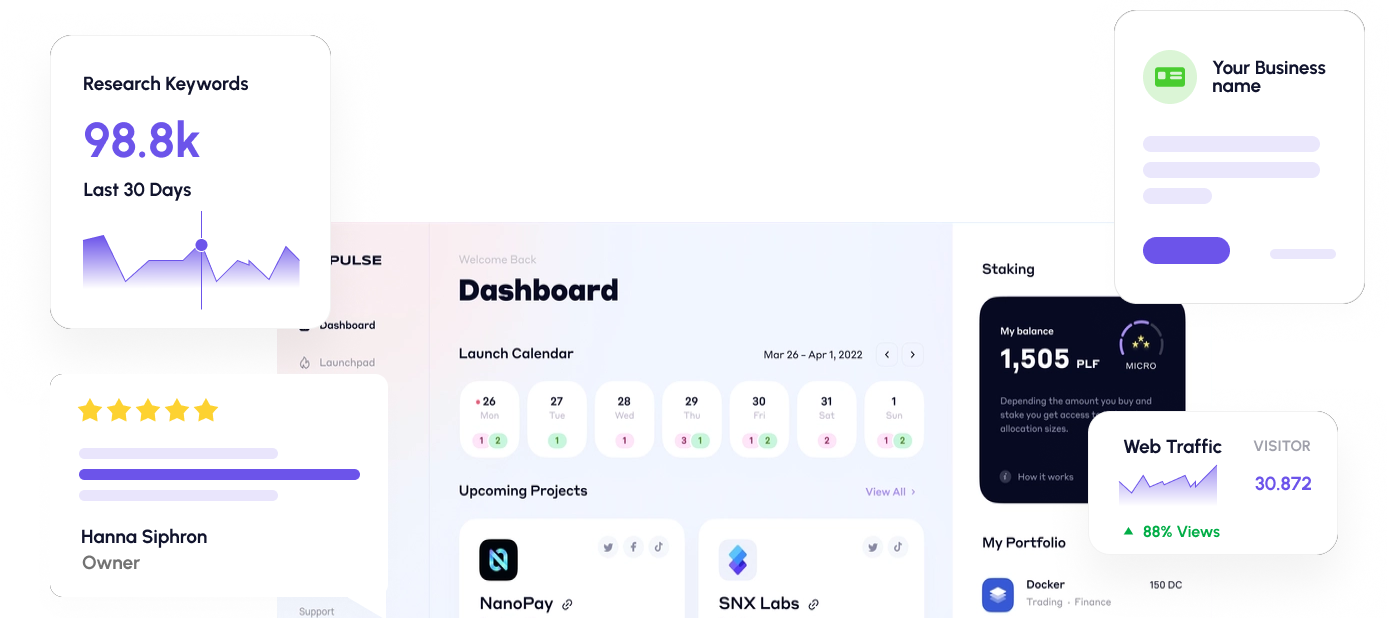 Research Keywords
98.8k
Last 30 Days
Your Business
name
PULSE
Dashboard
Launchpad
Welcome Back
Dashboard
Launch Calendar
Mar 26 - Apr 1, 2022
26 27 28 29 30 31 1
Mon Tue Wed Thu Fri Sat Sun
1 2 1 1 3 1 1 2 2 1 2
Upcoming Projects
View All
NanoPay
SNX Labs
Staking
My balance
1,505 PLF
MICRO
Depending the amount you buy and
stake you get access
allocation sizes.
How it works
My Portfolio
Docker
150 DC
Trading · Finance
Web Traffic
VISITOR
30.872
88% Views
Hanna Siphron
Owner
Support